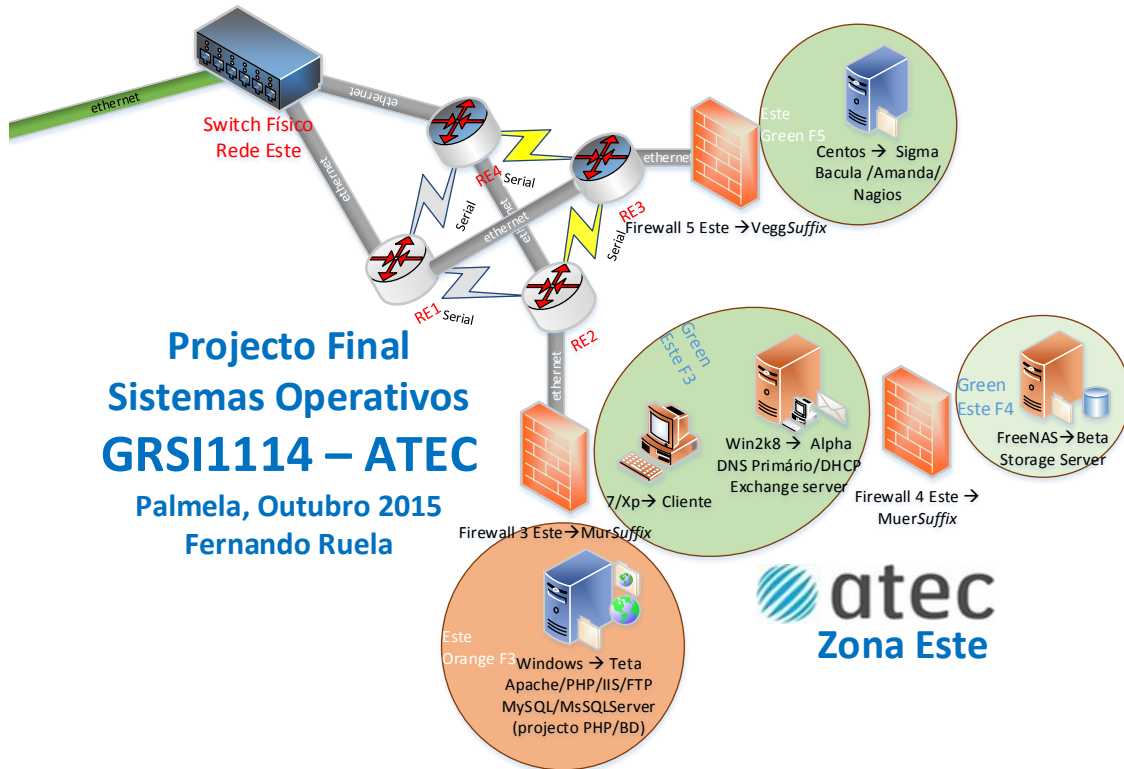 ethernet
ethernet
Switch Físico
Rede Este
ethernet
RE4
Serial
Serial
ethernet
ethernet
RE3
Serial
RE1
Serial
RE2
ethernet
ethernet
Firewall 5 Este →VeggSuffix
Este
Green F5
Centos → Sigma
Bacula /Amanda/
Nagios
Projecto Final
Sistemas Operativos
GRSI1114 – ATEC
Palmela, Outubro 2015
Fernando Ruela
Green
Este F3
7/Xp→ Cliente
Win2k8 → Alpha
DNS Primário/DHCP
Exchange server
Green
Este F4
FreeNAS→Beta
Storage Server
Firewall 4 Este →
MuerSuffix
Firewall 3 Este→MurSuffix
Este
Orange F3
Windows → Teta
Apache/PHP/IIS/FTP
MySQL/MsSQLServer
(projecto PHP/BD)
atec
Zona Este